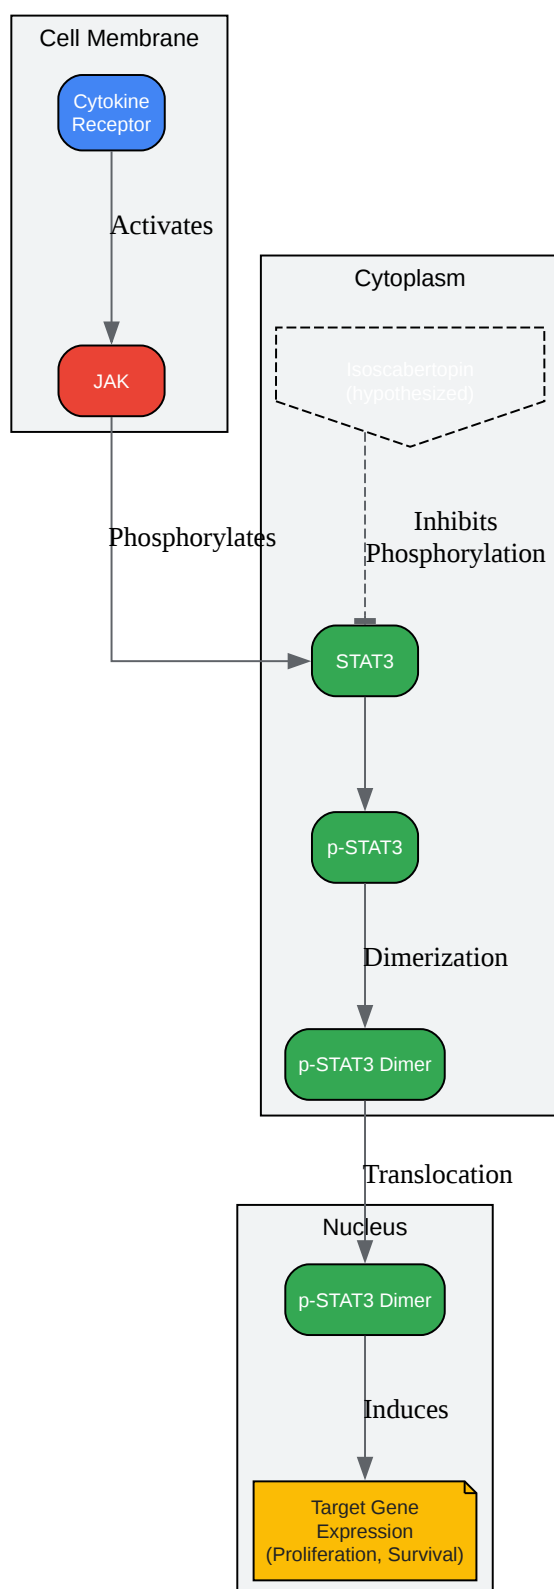 Cell Membrane
Cytokine
Receptor
Activates
JAK
Phosphorylates
Cytoplasm
Isoscabertopin
(hypothesized)
Inhibits
Phosphorylation
STAT3
p-STAT3
Dimerization
p-STAT3 Dimer
Translocation
Nucleus
p-STAT3 Dimer
Induces
Target Gene
Expression
(Proliferation, Survival)